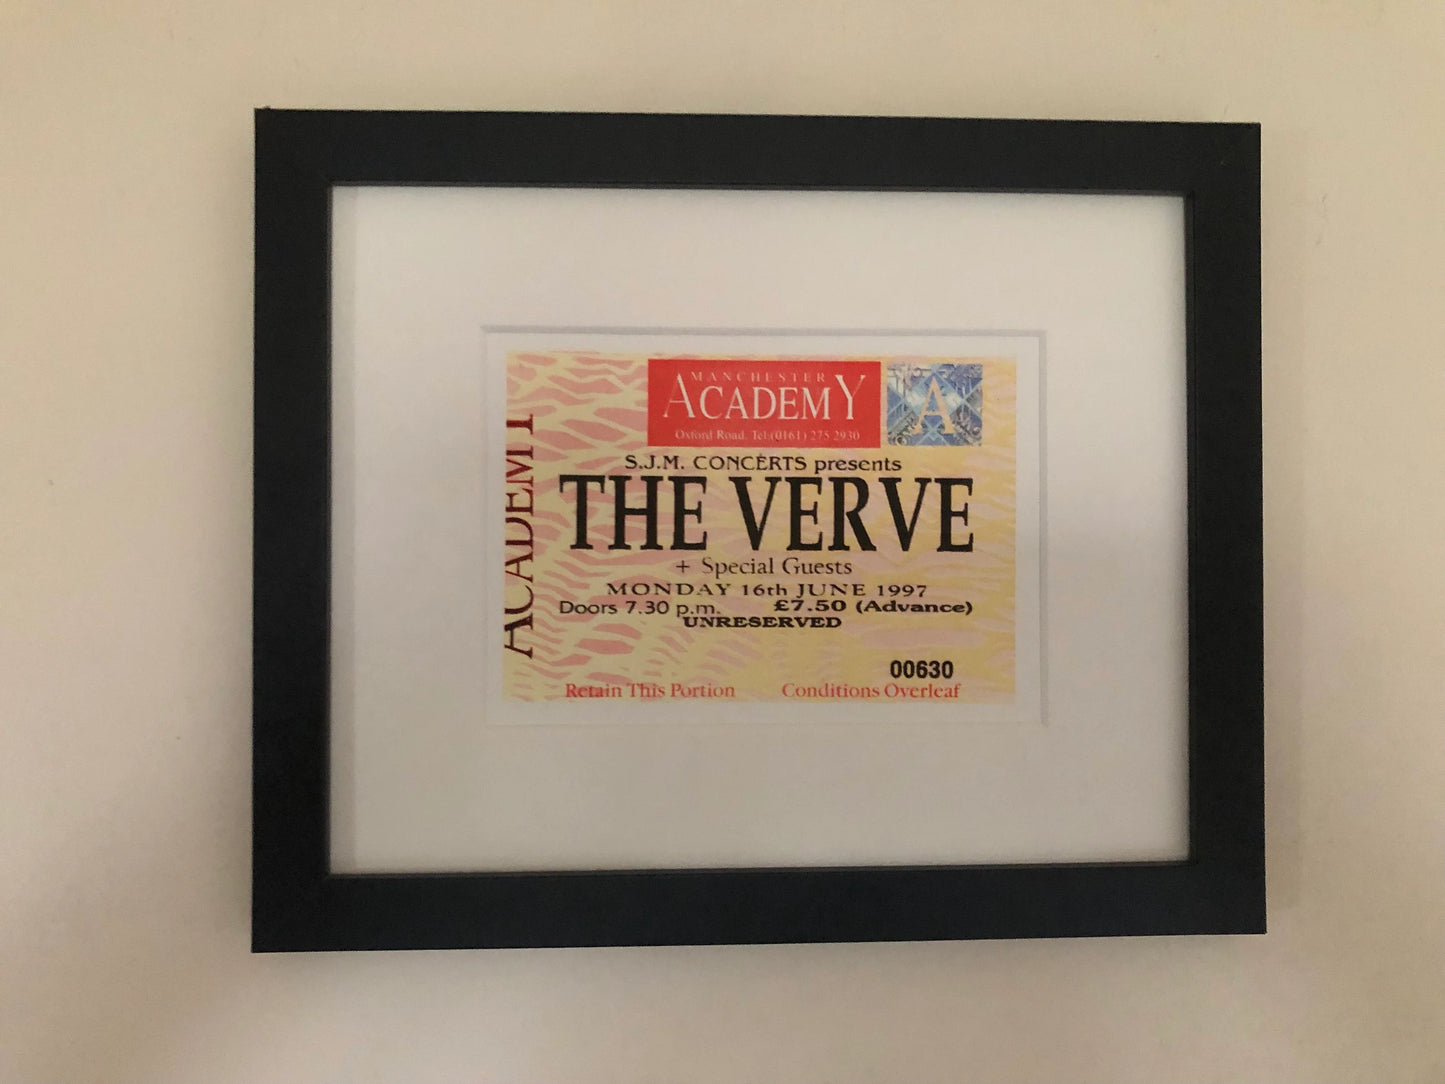 MANCHESTER
ACADEMY
Oxford Road. Tel:(0161) 275 2930
A
ACADEMY
S.J.M. CONCERTS presents
THE VERVE
+ Special Guests
MONDAY 16th JUNE 1997
Doors 7.30 p.m. £7.50 (Advance)
UNRESERVED
00630
Retain This Portion Conditions Overleaf